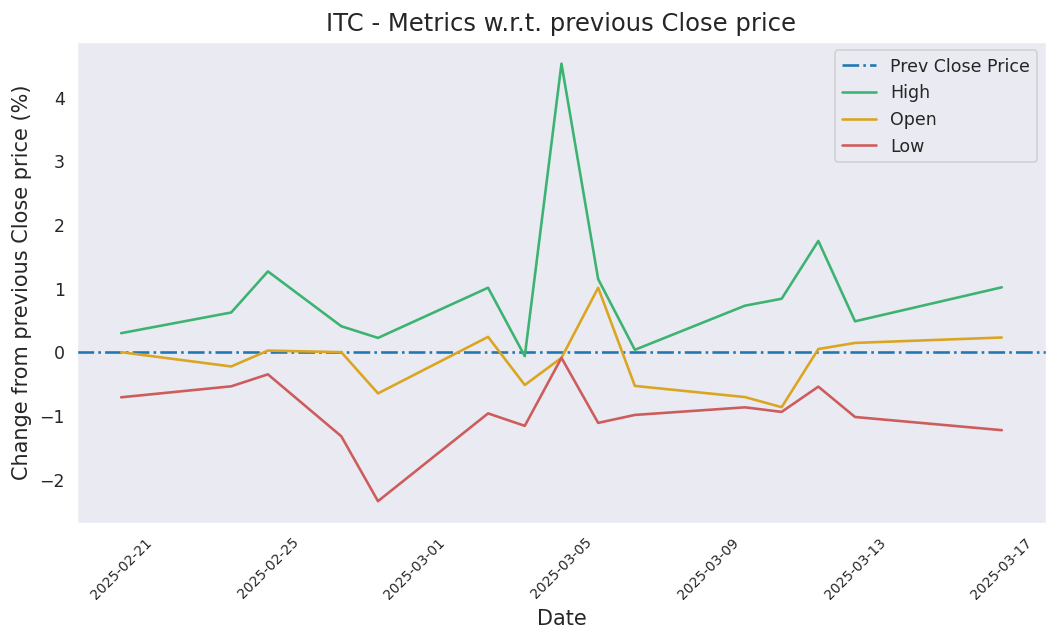 ITC - Metrics w.r.t. previous Close price
Prev Close Price
High
Open
Low
Change from previous Close price (%)
4
3
2
1
0
−1
−2
2025-02-21
2025-02-25
2025-03-01
2025-03-05
2025-03-09
2025-03-13
2025-03-17
Date